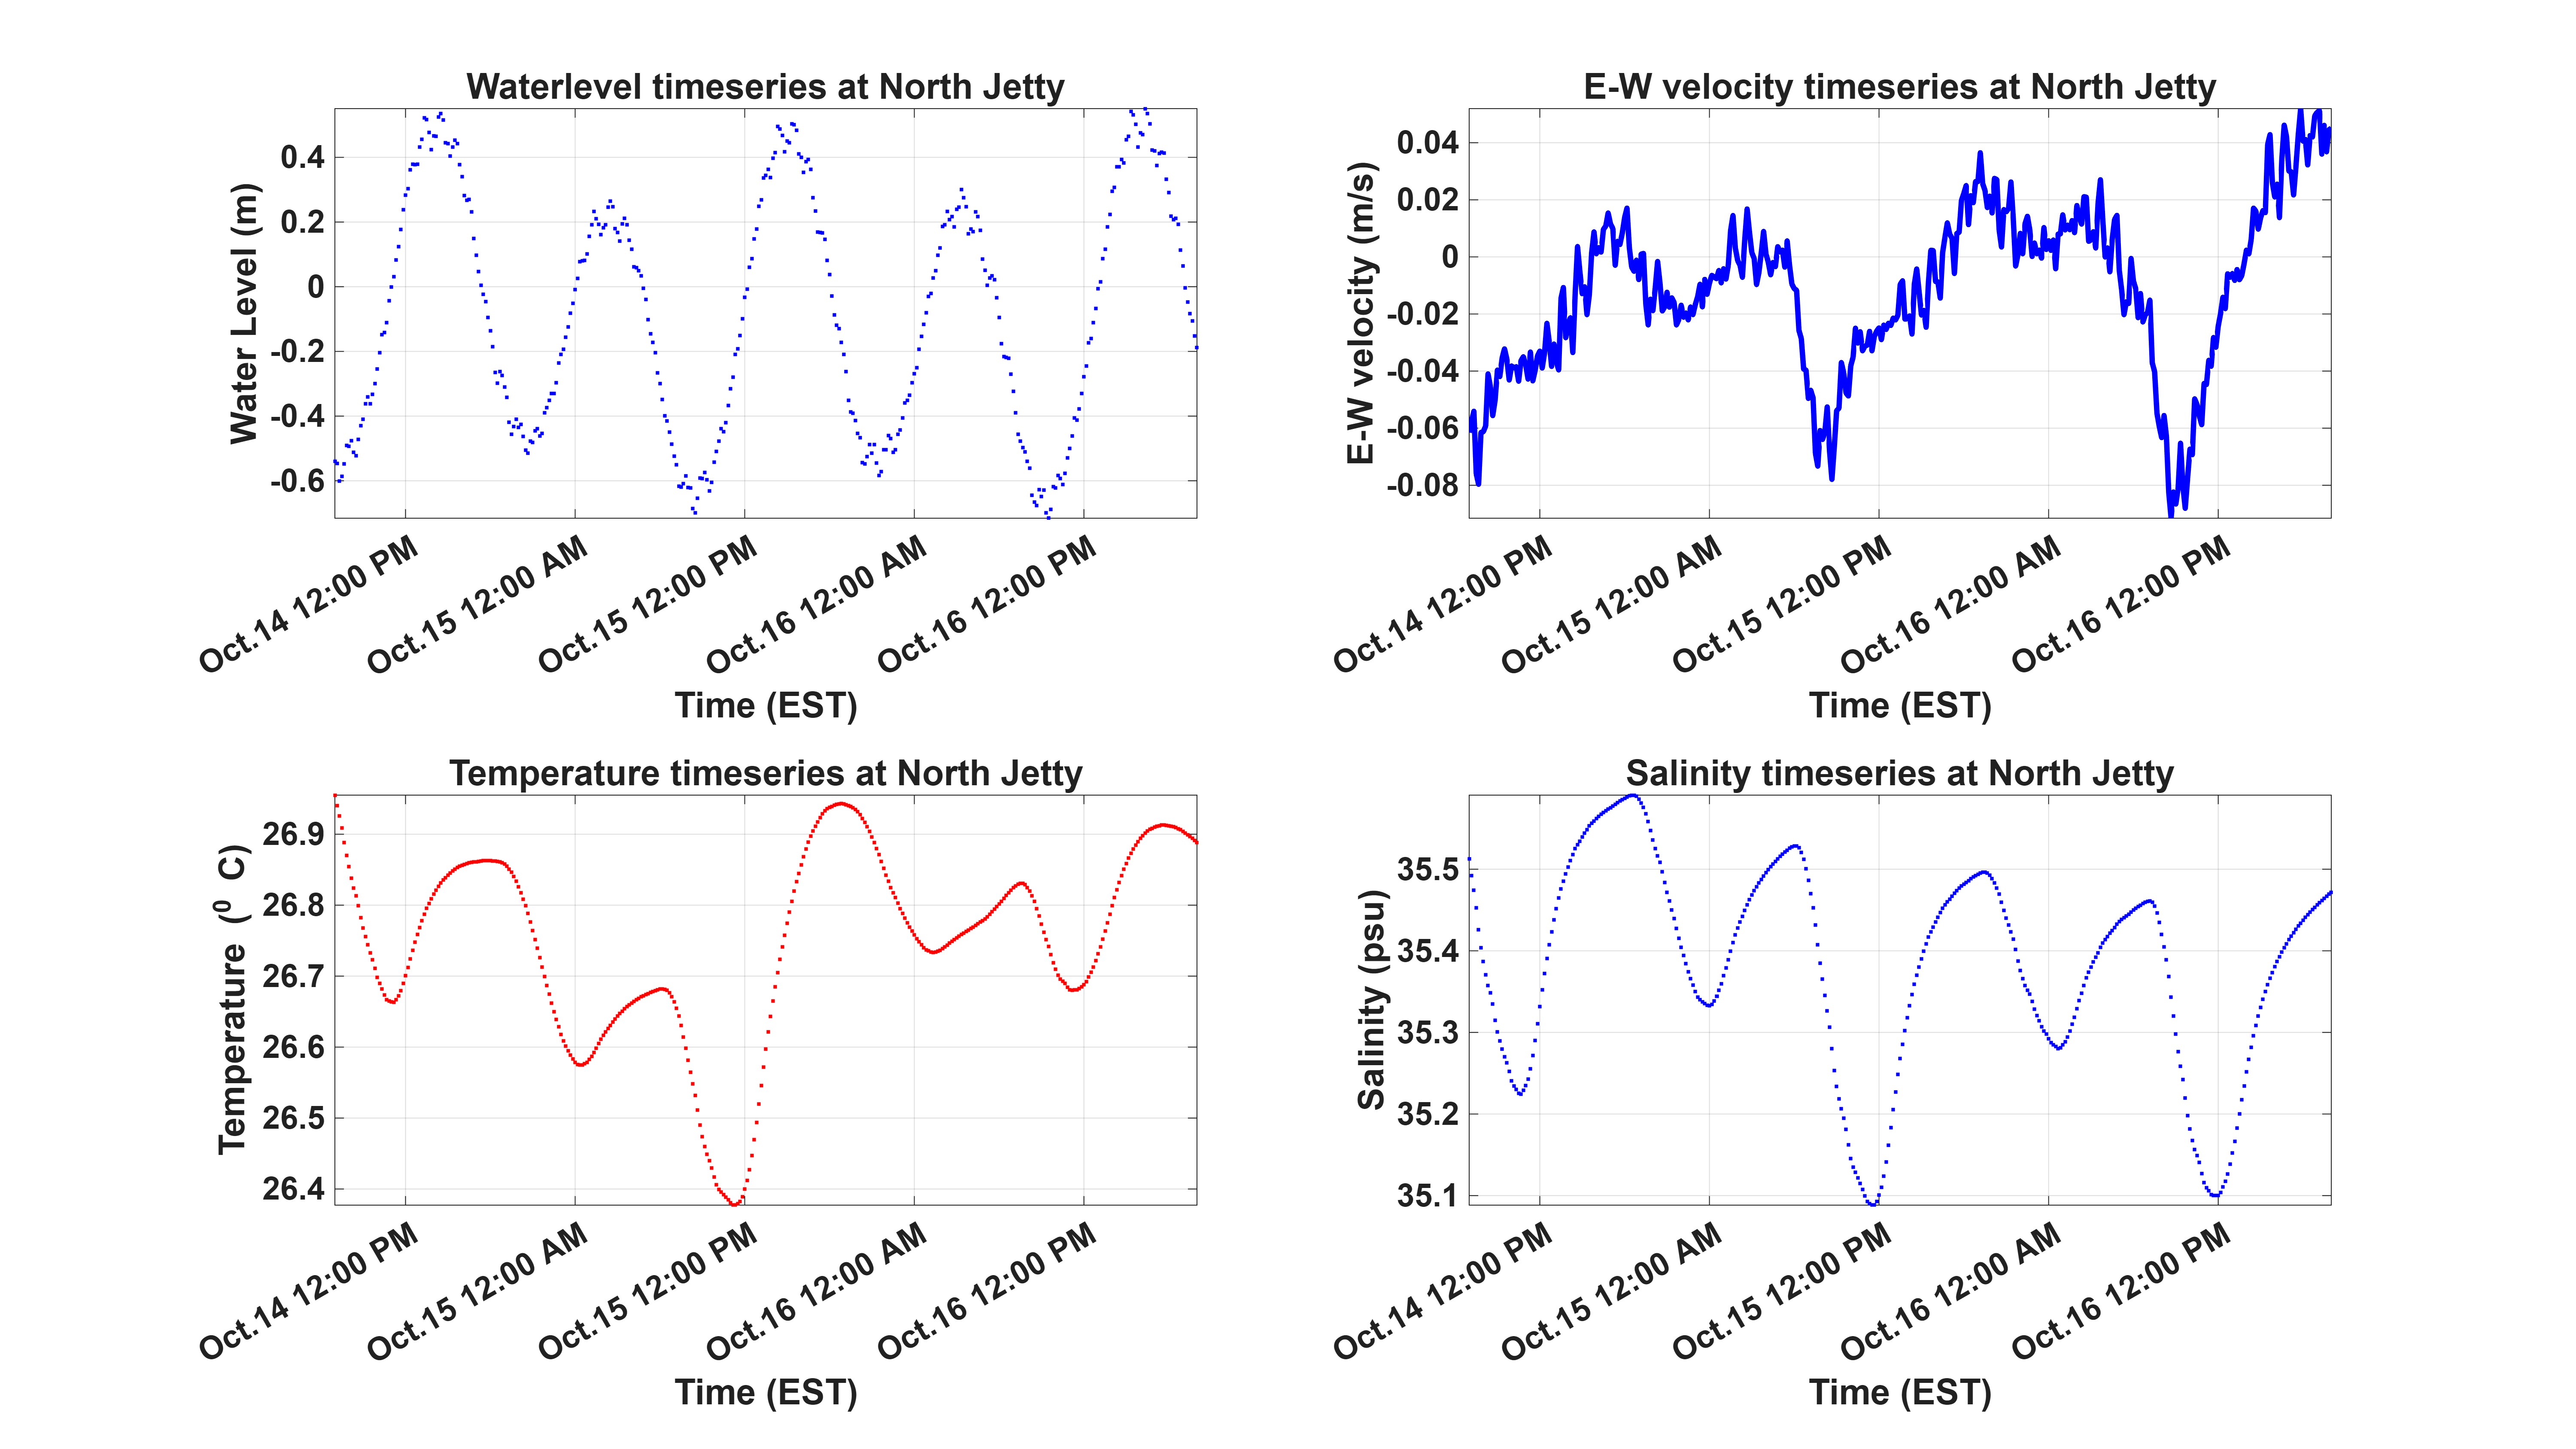 Waterlevel timeseries at North Jetty
Water Level (m)
0.4
0.2
0
-0.2
-0.4
-0.6
Oct.14 12:00 PM
Oct.15 12:00 AM
Oct.15 12:00 PM
Oct.16 12:00 AM
Oct.16 12:00 PM
Time (EST)
E-W velocity timeseries at North Jetty
E-W velocity (m/s)
0.04
0.02
0
-0.02
-0.04
-0.06
-0.08
Oct.14 12:00 PM
Oct.15 12:00 AM
Oct.15 12:00 PM
Oct.16 12:00 AM
Oct.16 12:00 PM
Time (EST)
Temperature timeseries at North Jetty
Temperature (⁰ C)
26.9
26.8
26.7
26.6
26.5
26.4
Oct.14 12:00 PM
Oct.15 12:00 AM
Oct.15 12:00 PM
Oct.16 12:00 AM
Oct.16 12:00 PM
Time (EST)
Salinity timeseries at North Jetty
Salinity (psu)
35.5
35.4
35.3
35.2
35.1
Oct.14 12:00 PM
Oct.15 12:00 AM
Oct.15 12:00 PM
Oct.16 12:00 AM
Oct.16 12:00 PM
Time (EST)